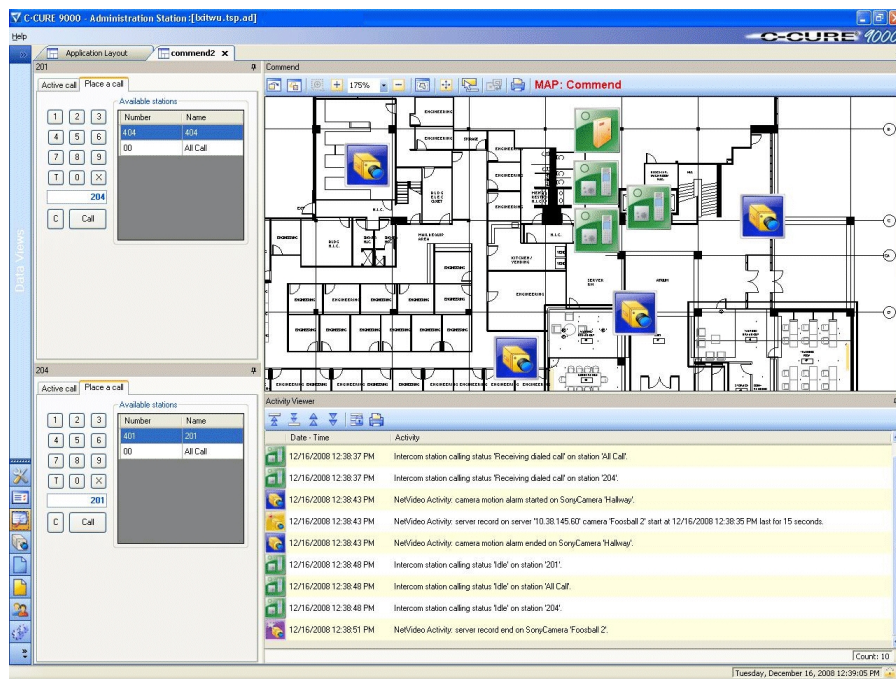 C·CURE 9000 - Administration Station:[bxitwu.tsp.ad]
Help
C•CURE 9000
Application Layout
commend2
Data Views
201
Active call
Place a call
1 2 3
4 5 6
7 8 9
T 0 X
204
C Call
Available stations
Number Name
404 404
00 All Call
204
Active call
Place a call
1 2 3
4 5 6
7 8 9
T 0 X
201
C Call
Available stations
Number Name
401 201
00 All Call
Commend
175%
MAP: Commend
ENGINEERING
ENGINEERING
STORAGE
ENGINEERING
ENGINEERING
ENGINEERING
MAIL ROOM
AREA
KITCHEN/
VENDING
ENGINEERING
ENGINEERING
SERVER
RM
ATRIUM
Activity Viewer
Date - Time Activity
12/16/2008 12:38:37 PM Intercom station calling status 'Receiving dialed call' on station 'All Call'.
12/16/2008 12:38:37 PM Intercom station calling status 'Receiving dialed call' on station '204'.
12/16/2008 12:38:43 PM NetVideo Activity: camera motion alarm started on SonyCamera 'Hallway'.
12/16/2008 12:38:43 PM NetVideo Activity: server record on server '10.38.145.60' camera 'Foosball 2' start at 12/16/2008 12:38:35 PM last for 15 seconds.
12/16/2008 12:38:43 PM NetVideo Activity: camera motion alarm ended on SonyCamera 'Hallway'.
12/16/2008 12:38:48 PM Intercom station calling status 'Idle' on station '201'.
12/16/2008 12:38:48 PM Intercom station calling status 'Idle' on station 'All Call'.
12/16/2008 12:38:48 PM Intercom station calling status 'Idle' on station '204'.
12/16/2008 12:38:51 PM NetVideo Activity: server record end on SonyCamera 'Foosball 2'.
Count: 10
Tuesday, December 16, 2008 12:39:05 PM